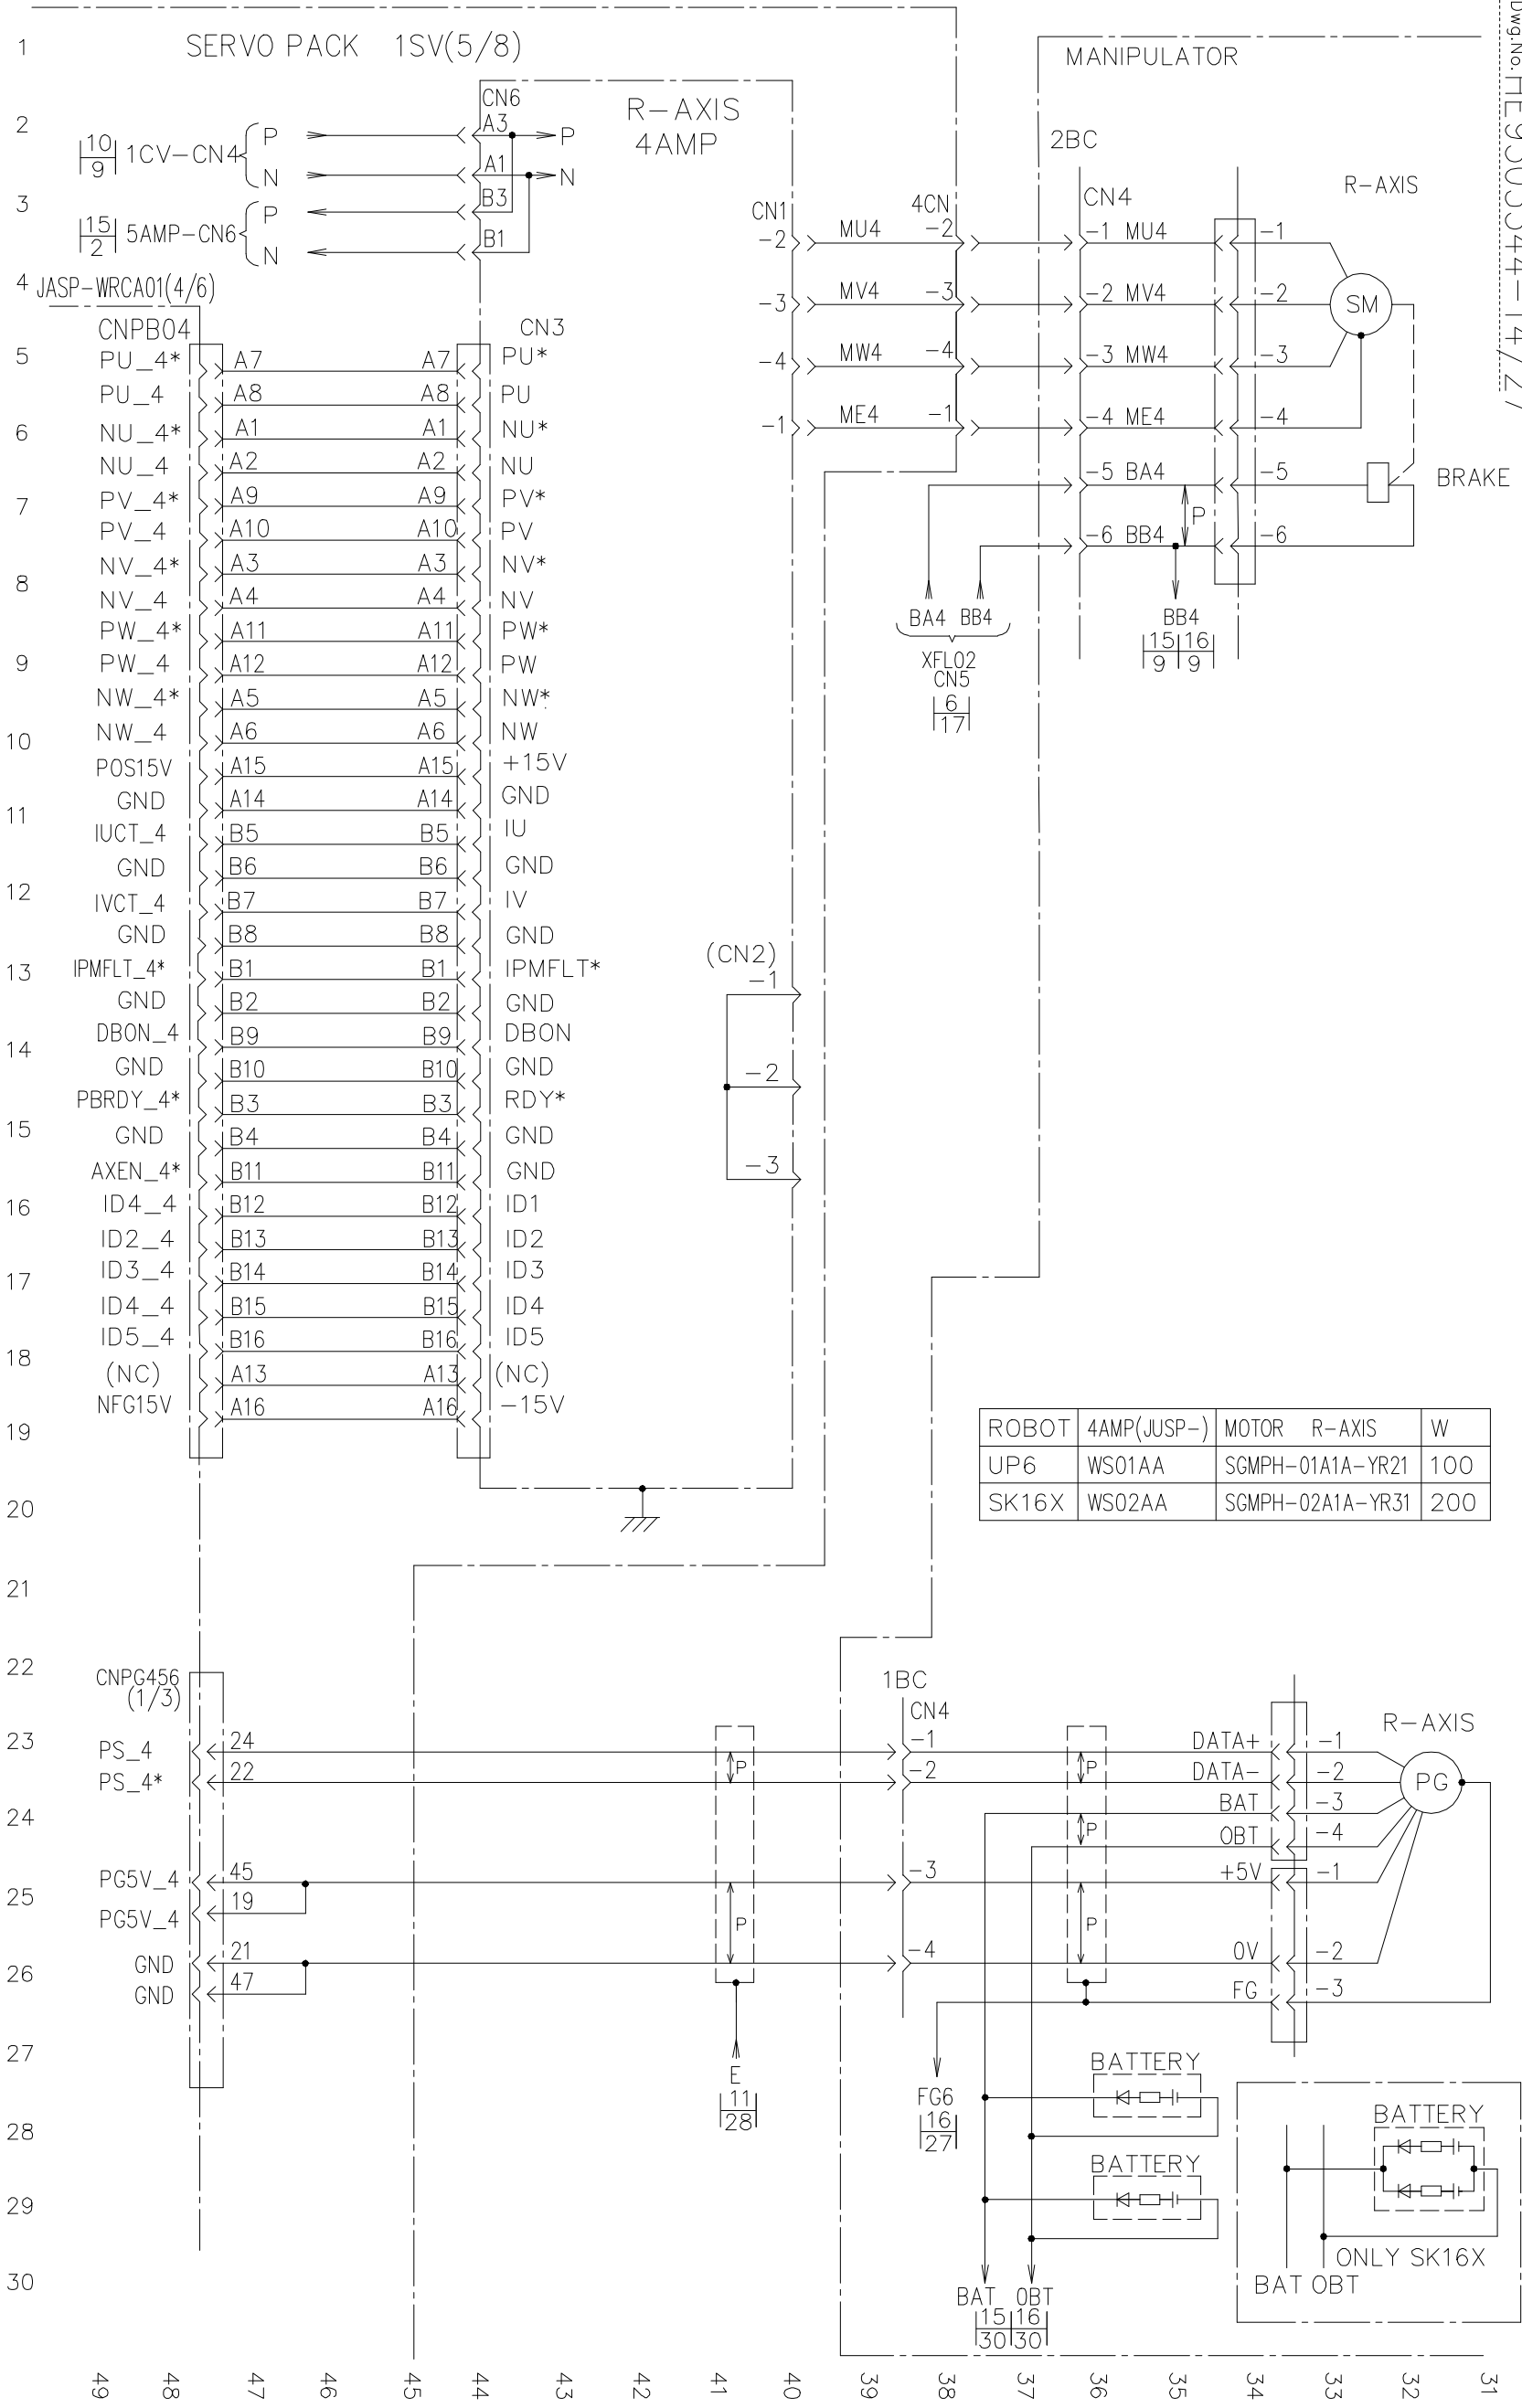 Dwg.No.HE9303544-14/27
SERVO PACK 1SV(5/8)
R-AXIS
4AMP
MANIPULATOR
10
9
1CV-CN4
P
N
15
2
5AMP-CN6
P
N
CN6
A3
P
A1
N
B3
B1
JASP-WRCA01(4/6)
CNPB04
CN3
PU_4* A7 A7 PU*
PU_4 A8 A8 PU
NU_4* A1 A1 NU*
NU_4 A2 A2 NU
PV_4* A9 A9 PV*
PV_4 A10 A10 PV
NV_4* A3 A3 NV*
NV_4 A4 A4 NV
PW_4* A11 A11 PW*
PW_4 A12 A12 PW
NW_4* A5 A5 NW*
NW_4 A6 A6 NW
POS15V A15 A15 +15V
GND A14 A14 GND
IUCT_4 B5 B5 IU
GND B6 B6 GND
IVCT_4 B7 B7 IV
GND B8 B8 GND
IPMFLT_4* B1 B1 IPMFLT*
GND B2 B2 GND
DBON_4 B9 B9 DBON
GND B10 B10 GND
PBRDY_4* B3 B3 RDY*
GND B4 B4 GND
AXEN_4* B11 B11 GND
ID4_4 B12 B12 ID1
ID2_4 B13 B13 ID2
ID3_4 B14 B14 ID3
ID4_4 B15 B15 ID4
ID5_4 B16 B16 ID5
(NC) A13 A13 (NC)
NFG15V A16 A16 -15V
CN1 4CN 2BC CN4 R-AXIS
-2 MU4 -2 -1 MU4 -1
-3 MV4 -3 -2 MV4 -2 SM
-4 MW4 -4 -3 MW4 -3
-1 ME4 -1 -4 ME4 -4
-5 BA4 -5 BRAKE
P
-6 BB4 -6
BA4 BB4
XFL02
CN5
6
17
BB4
15 16
9 9
(CN2)
-1
-2
-3
ROBOT 4AMP(JUSP-) MOTOR R-AXIS W
UP6 WS01AA SGMPH-01A1A-YR21 100
SK16X WS02AA SGMPH-02A1A-YR31 200
CNPG456
(1/3)
1BC
CN4
R-AXIS
PS_4 24 -1 DATA+ -1
P P
PS_4* 22 -2 DATA- -2 PG
BAT -3
P
0BT -4
PG5V_4 45 -3 +5V -1
PG5V_4 19
P P
GND 21 -4 0V -2
GND 47
FG -3
E
11
28
FG6
16
27
BATTERY
BATTERY
BAT 0BT
15 16
30 30
BATTERY
ONLY SK16X
BAT OBT
1
2
3
4
5
6
7
8
9
10
11
12
13
14
15
16
17
18
19
20
21
22
23
24
25
26
27
28
29
30
49 48 47 46 45 44 43 42 41 40 39 38 37 36 35 34 33 32 31